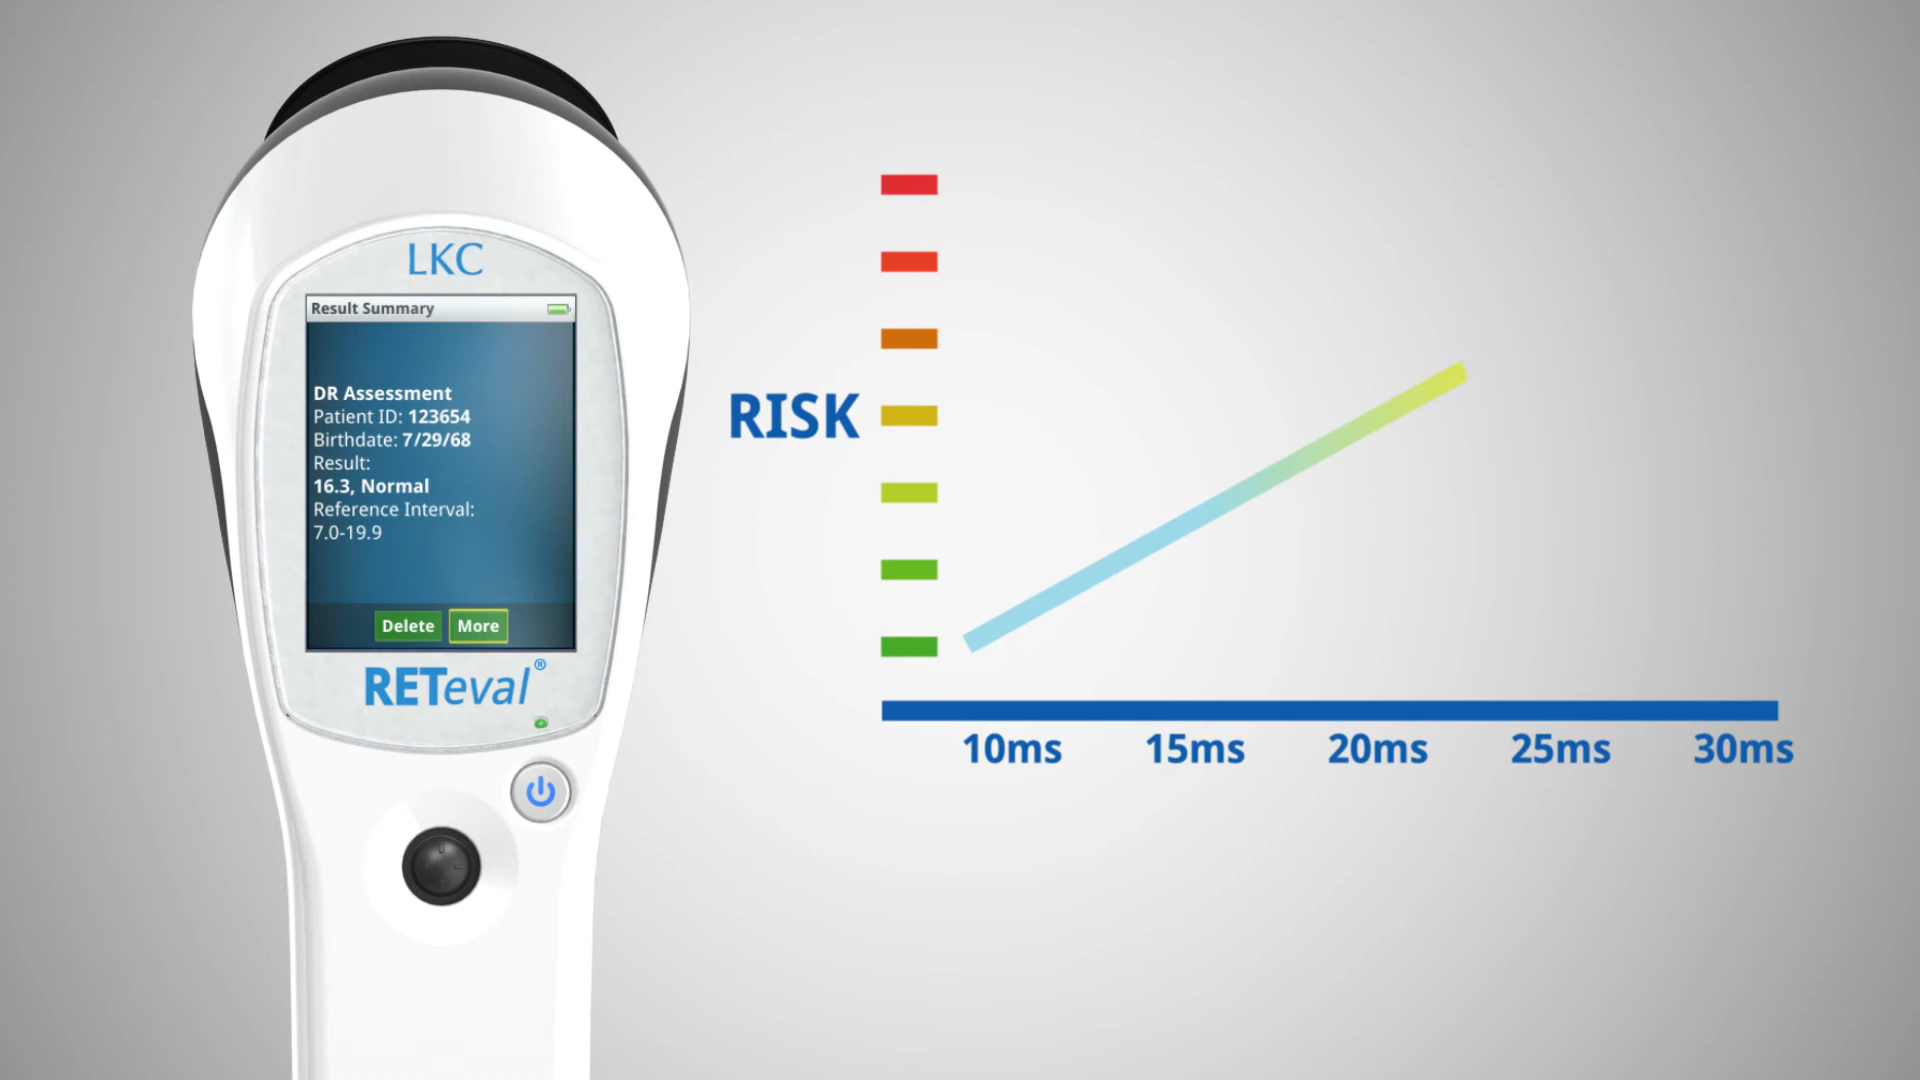 LKC
Result Summary
DR Assessment
Patient ID: 123654
Birthdate: 7/29/68
Result:
16.3, Normal
Reference Interval:
7.0-19.9
Delete More
RETeval®
RISK
10ms 15ms 20ms 25ms 30ms